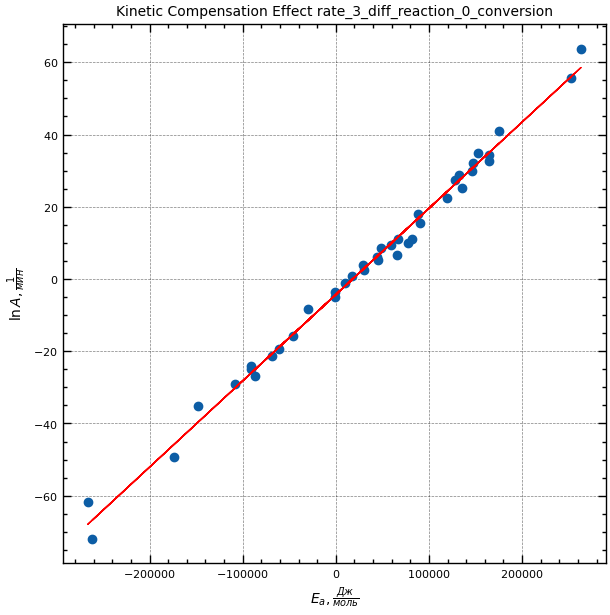 Kinetic Compensation Effect rate_3_diff_reaction_0_conversion
60
40
20
0
−20
−40
−60
ln A, 1/мин
−200000 −100000 0 100000 200000
E_a, Дж/моль